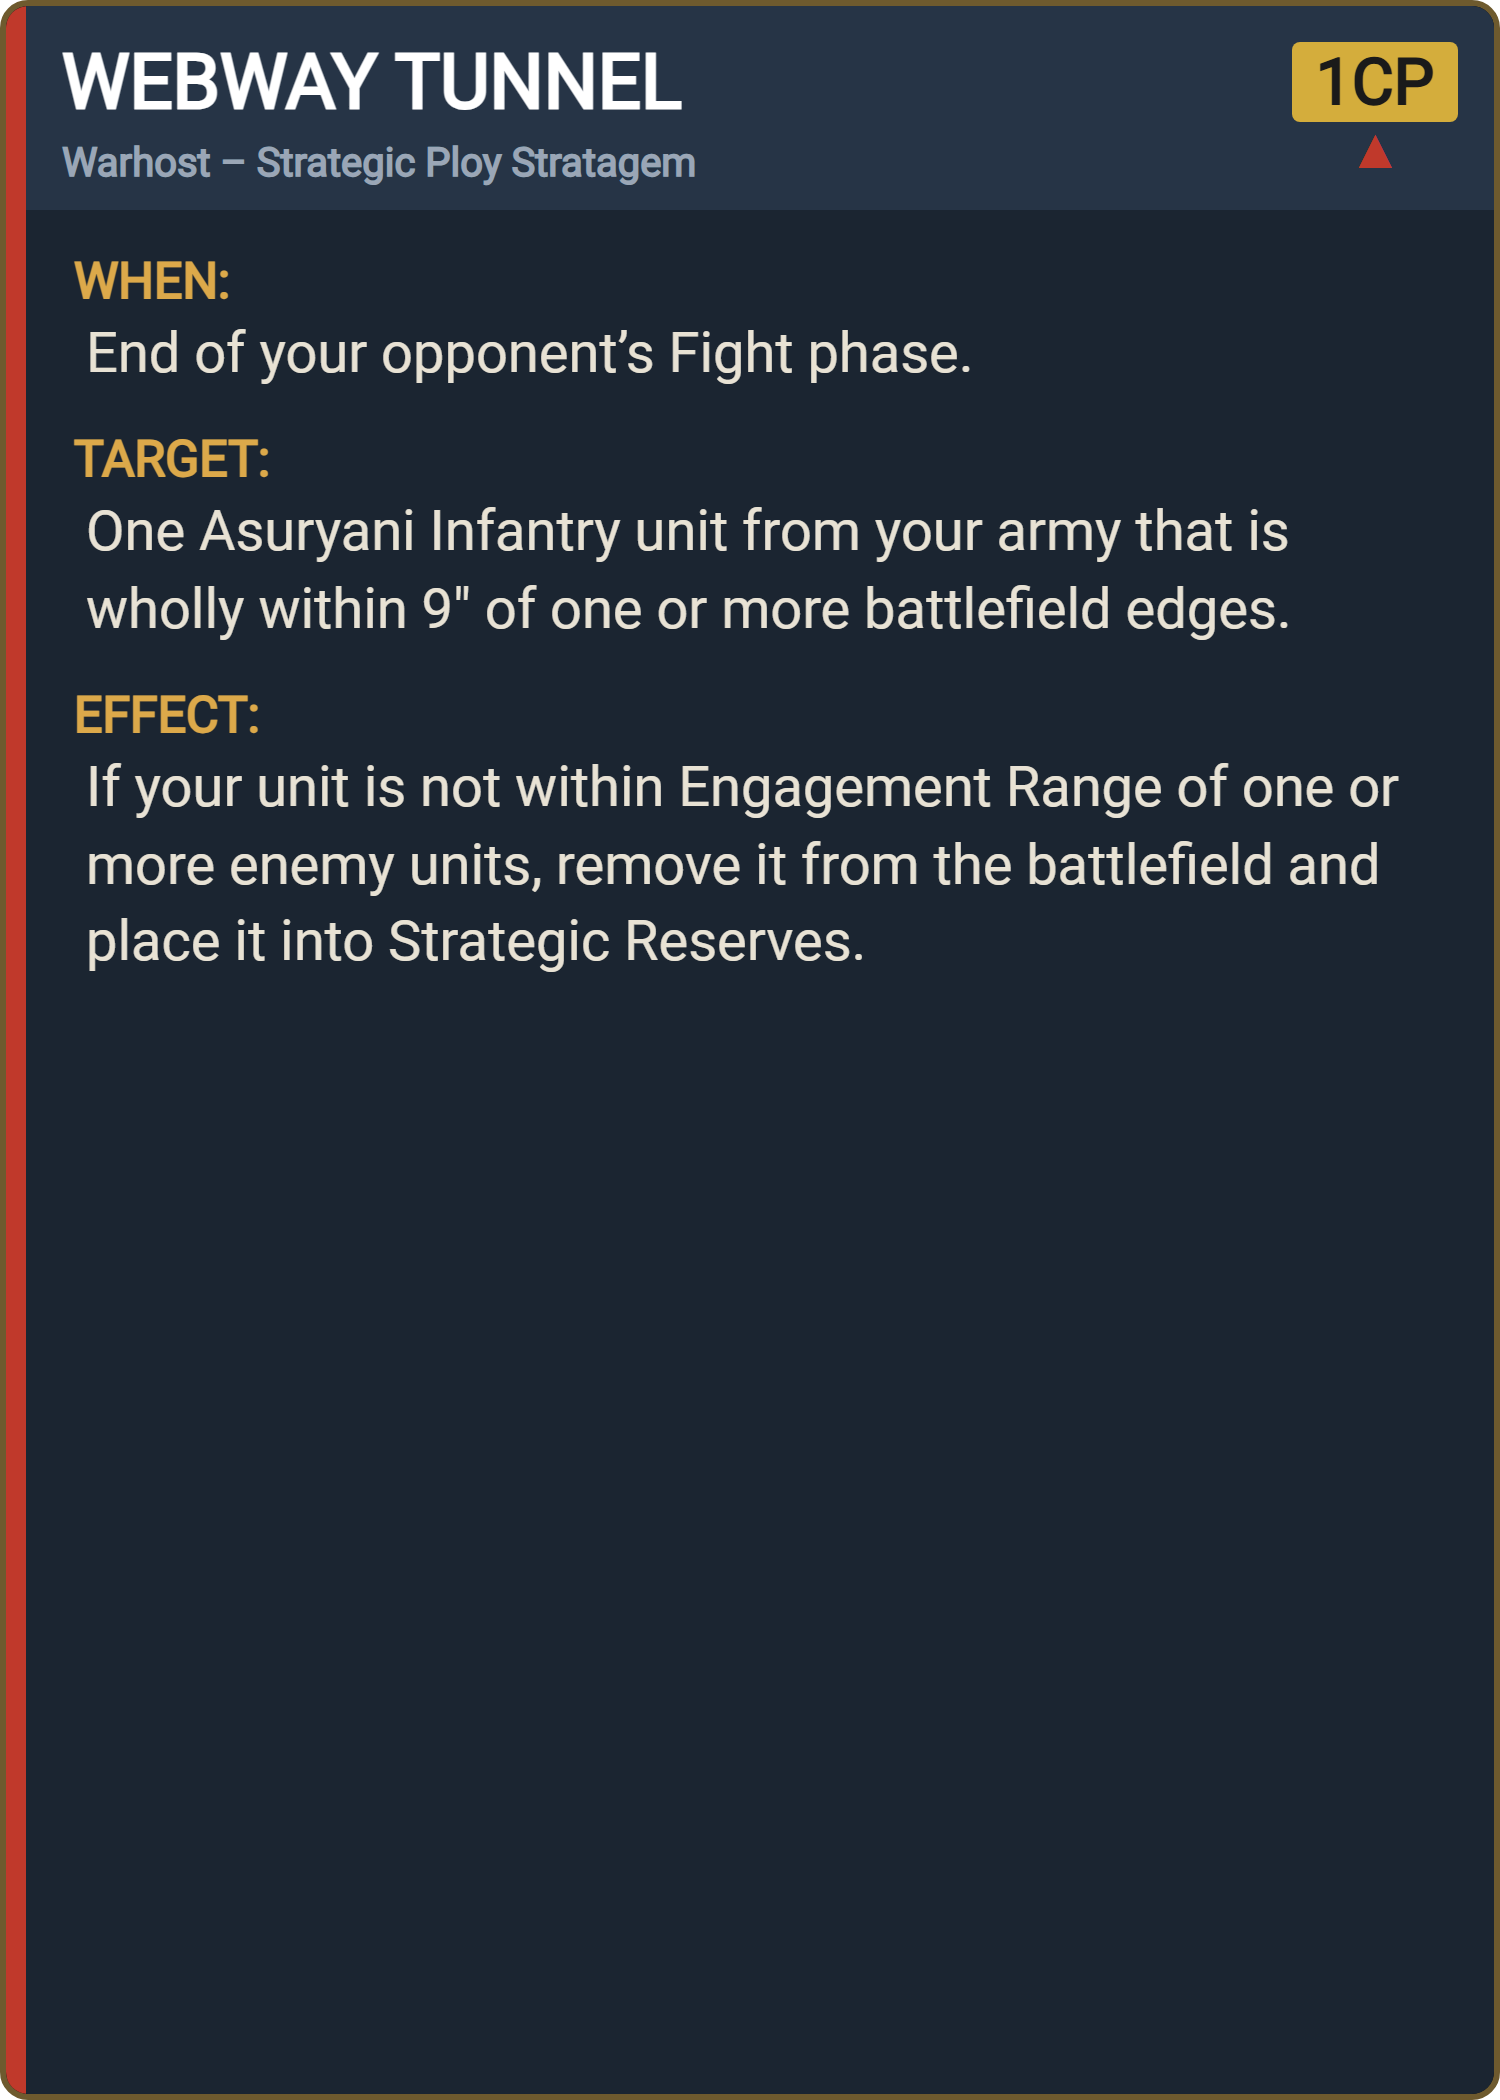 WEBWAY TUNNEL
1CP
Warhost – Strategic Ploy Stratagem
WHEN:
End of your opponent’s Fight phase.
TARGET:
One Asuryani Infantry unit from your army that is
wholly within 9" of one or more battlefield edges.
EFFECT:
If your unit is not within Engagement Range of one or
more enemy units, remove it from the battlefield and
place it into Strategic Reserves.